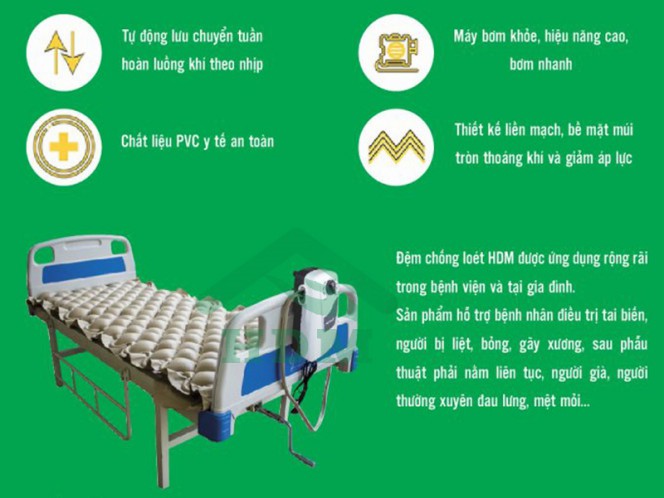 Tự động lưu chuyển tuần
hoàn luồng khí theo nhịp
Máy bơm khỏe, hiệu năng cao,
bơm nhanh
Chất liệu PVC y tế an toàn
Thiết kế liền mạch, bề mặt múi
tròn thoáng khí và giảm áp lực
Đệm chống loét HDM được ứng dụng rộng rãi
trong bệnh viện và tại gia đình.
Sản phẩm hỗ trợ bệnh nhân điều trị tai biến,
người bị liệt, bỏng, gãy xương, sau phẫu
thuật phải nằm liên tục, người già, người
thường xuyên đau lưng, mệt mỏi...